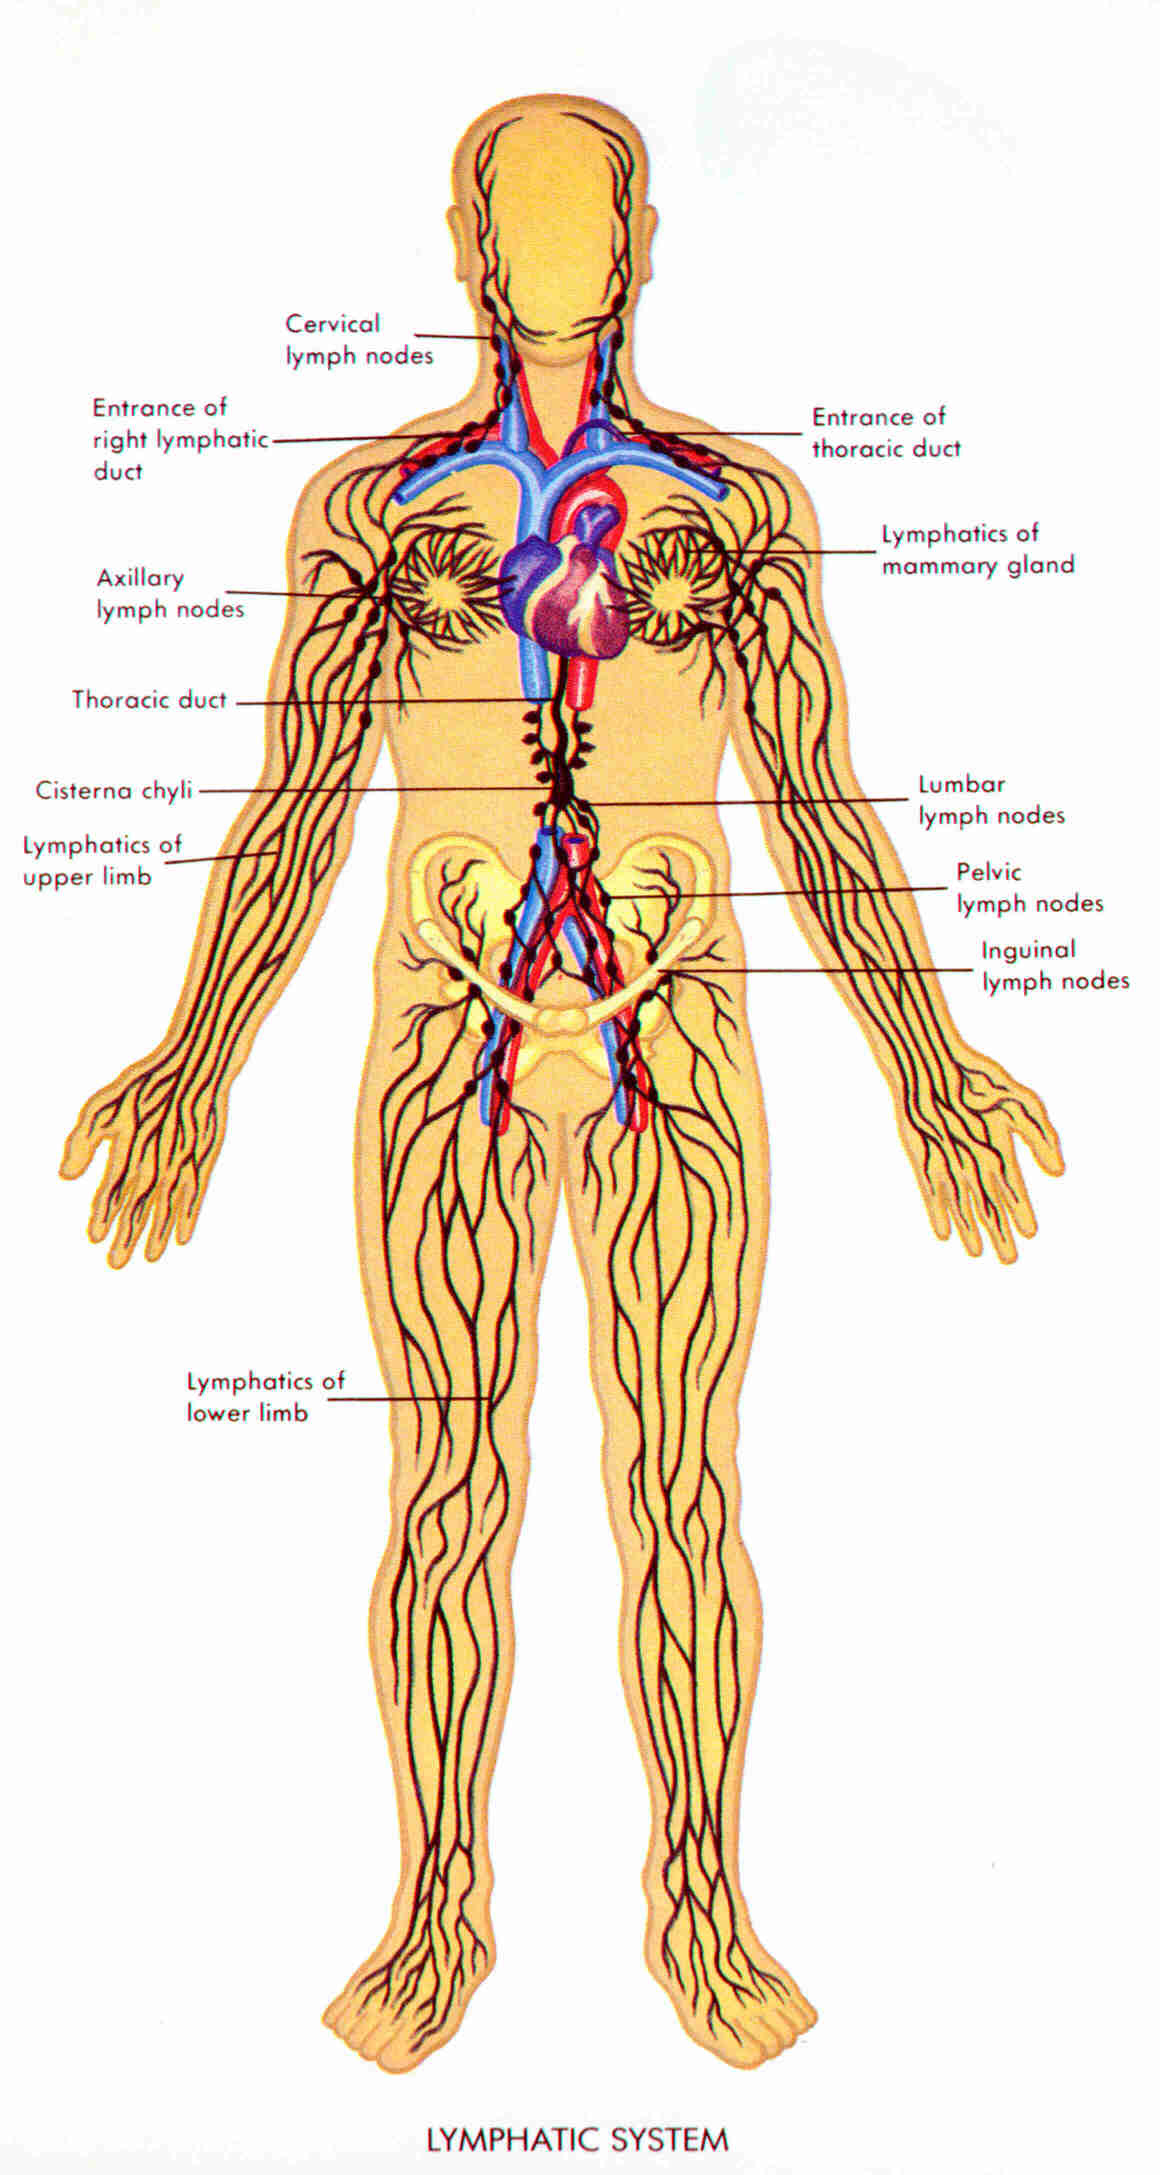 Cervical
lymph nodes
Entrance of
right lymphatic
duct
Entrance of
thoracic duct
Lymphatics of
mammary gland
Axillary
lymph nodes
Thoracic duct
Cisterna chyli
Lumbar
lymph nodes
Lymphatics of
upper limb
Pelvic
lymph nodes
Inguinal
lymph nodes
Lymphatics of
lower limb
LYMPHATIC SYSTEM